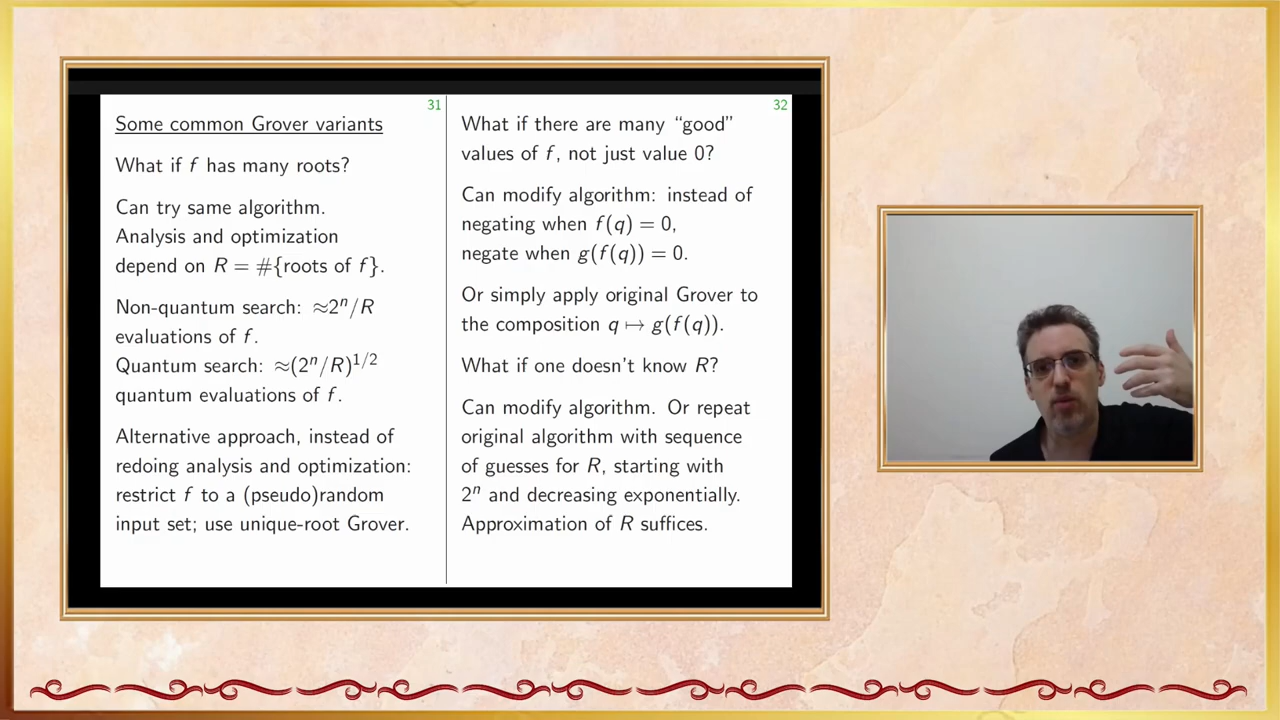 31
Some common Grover variants
What if f has many roots?
Can try same algorithm.
Analysis and optimization
depend on R = #{roots of f}.
Non-quantum search: ≈2ⁿ/R
evaluations of f.
Quantum search: ≈(2ⁿ/R)^{1/2}
quantum evaluations of f.
Alternative approach, instead of
redoing analysis and optimization:
restrict f to a (pseudo)random
input set; use unique-root Grover.
32
What if there are many “good”
values of f, not just value 0?
Can modify algorithm: instead of
negating when f(q) = 0,
negate when g(f(q)) = 0.
Or simply apply original Grover to
the composition q ↦ g(f(q)).
What if one doesn’t know R?
Can modify algorithm. Or repeat
original algorithm with sequence
of guesses for R, starting with
2ⁿ and decreasing exponentially.
Approximation of R suffices.